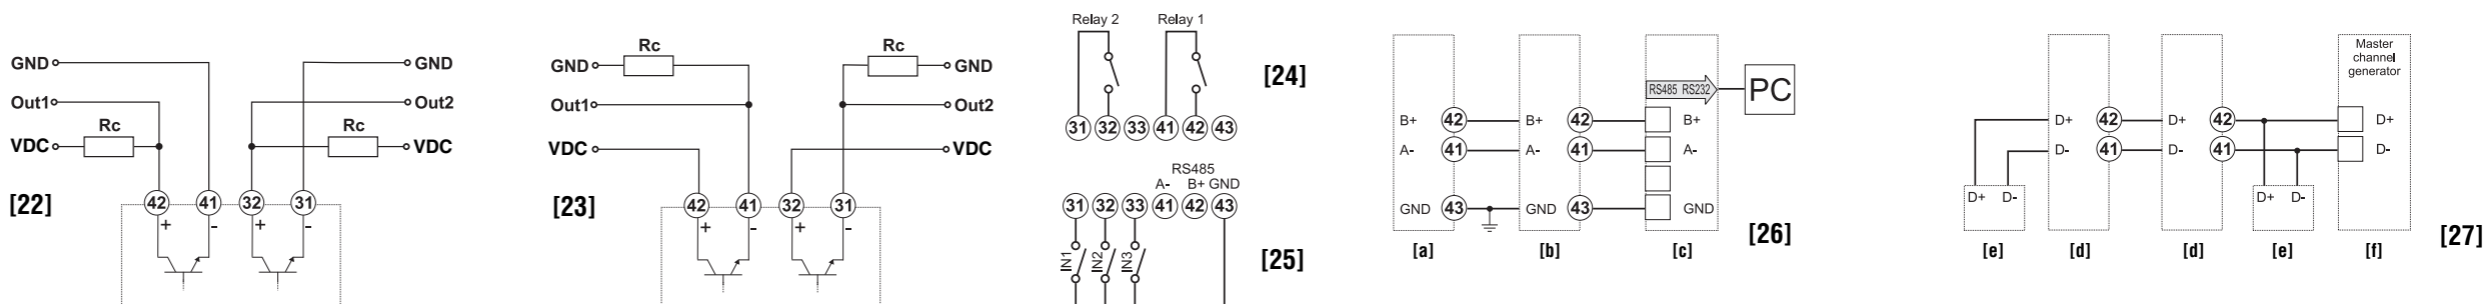 GND GND
Out1 Out2
Rc Rc
VDC VDC
42 41 32 31
+ - + -
[22]
Rc Rc
GND GND
Out1 Out2
VDC VDC
42 41 32 31
+ - + -
[23]
Relay 2 Relay 1
[24]
31 32 33 41 42 43
RS485
A- B+ GND
31 32 33 41 42 43
IN1 IN2 IN3
[25]
RS485 RS232 PC
B+ 42 B+ 42 B+
A- 41 A- 41 A-
GND 43 GND 43 GND
[a] [b] [c]
[26]
Master
channel
generator
D+ 42 D+ 42 D+
D- 41 D- 41 D-
D+ D- D+ D-
[e] [d] [d] [e] [f]
[27]